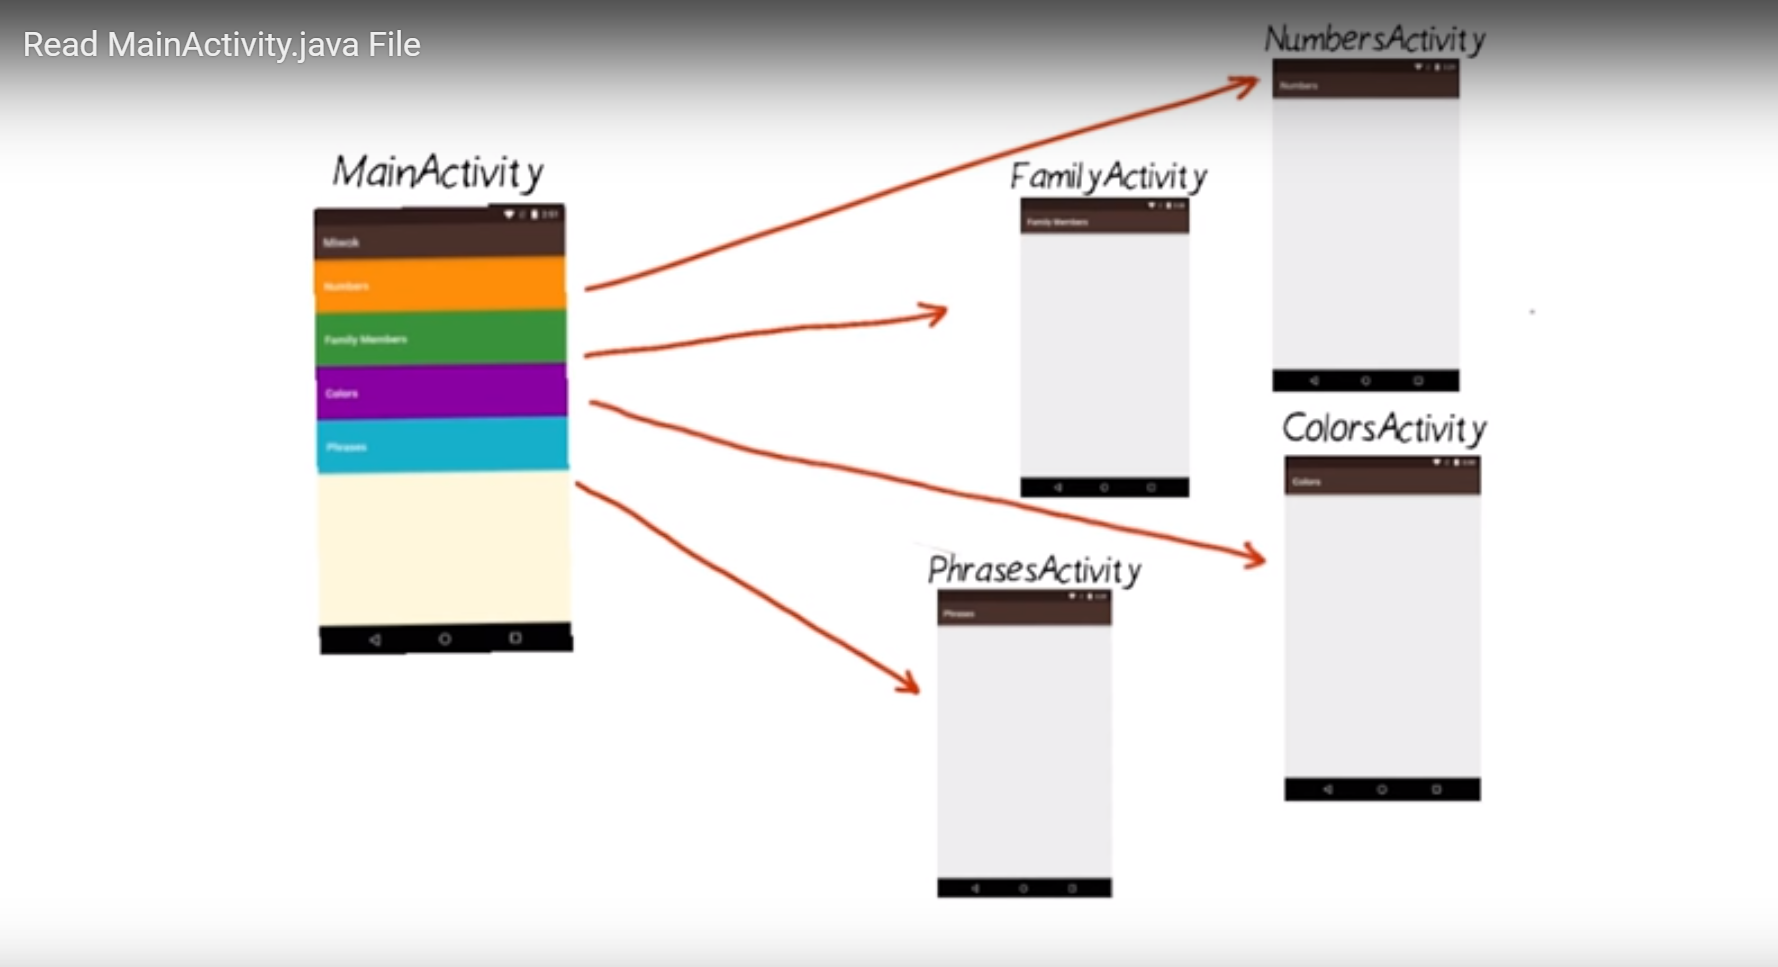 Read MainActivity.java File
MainActivity
Miwok
Numbers
Family Members
Colors
Phrases
NumbersActivity
Numbers
FamilyActivity
Family Members
ColorsActivity
Colors
PhrasesActivity
Phrases